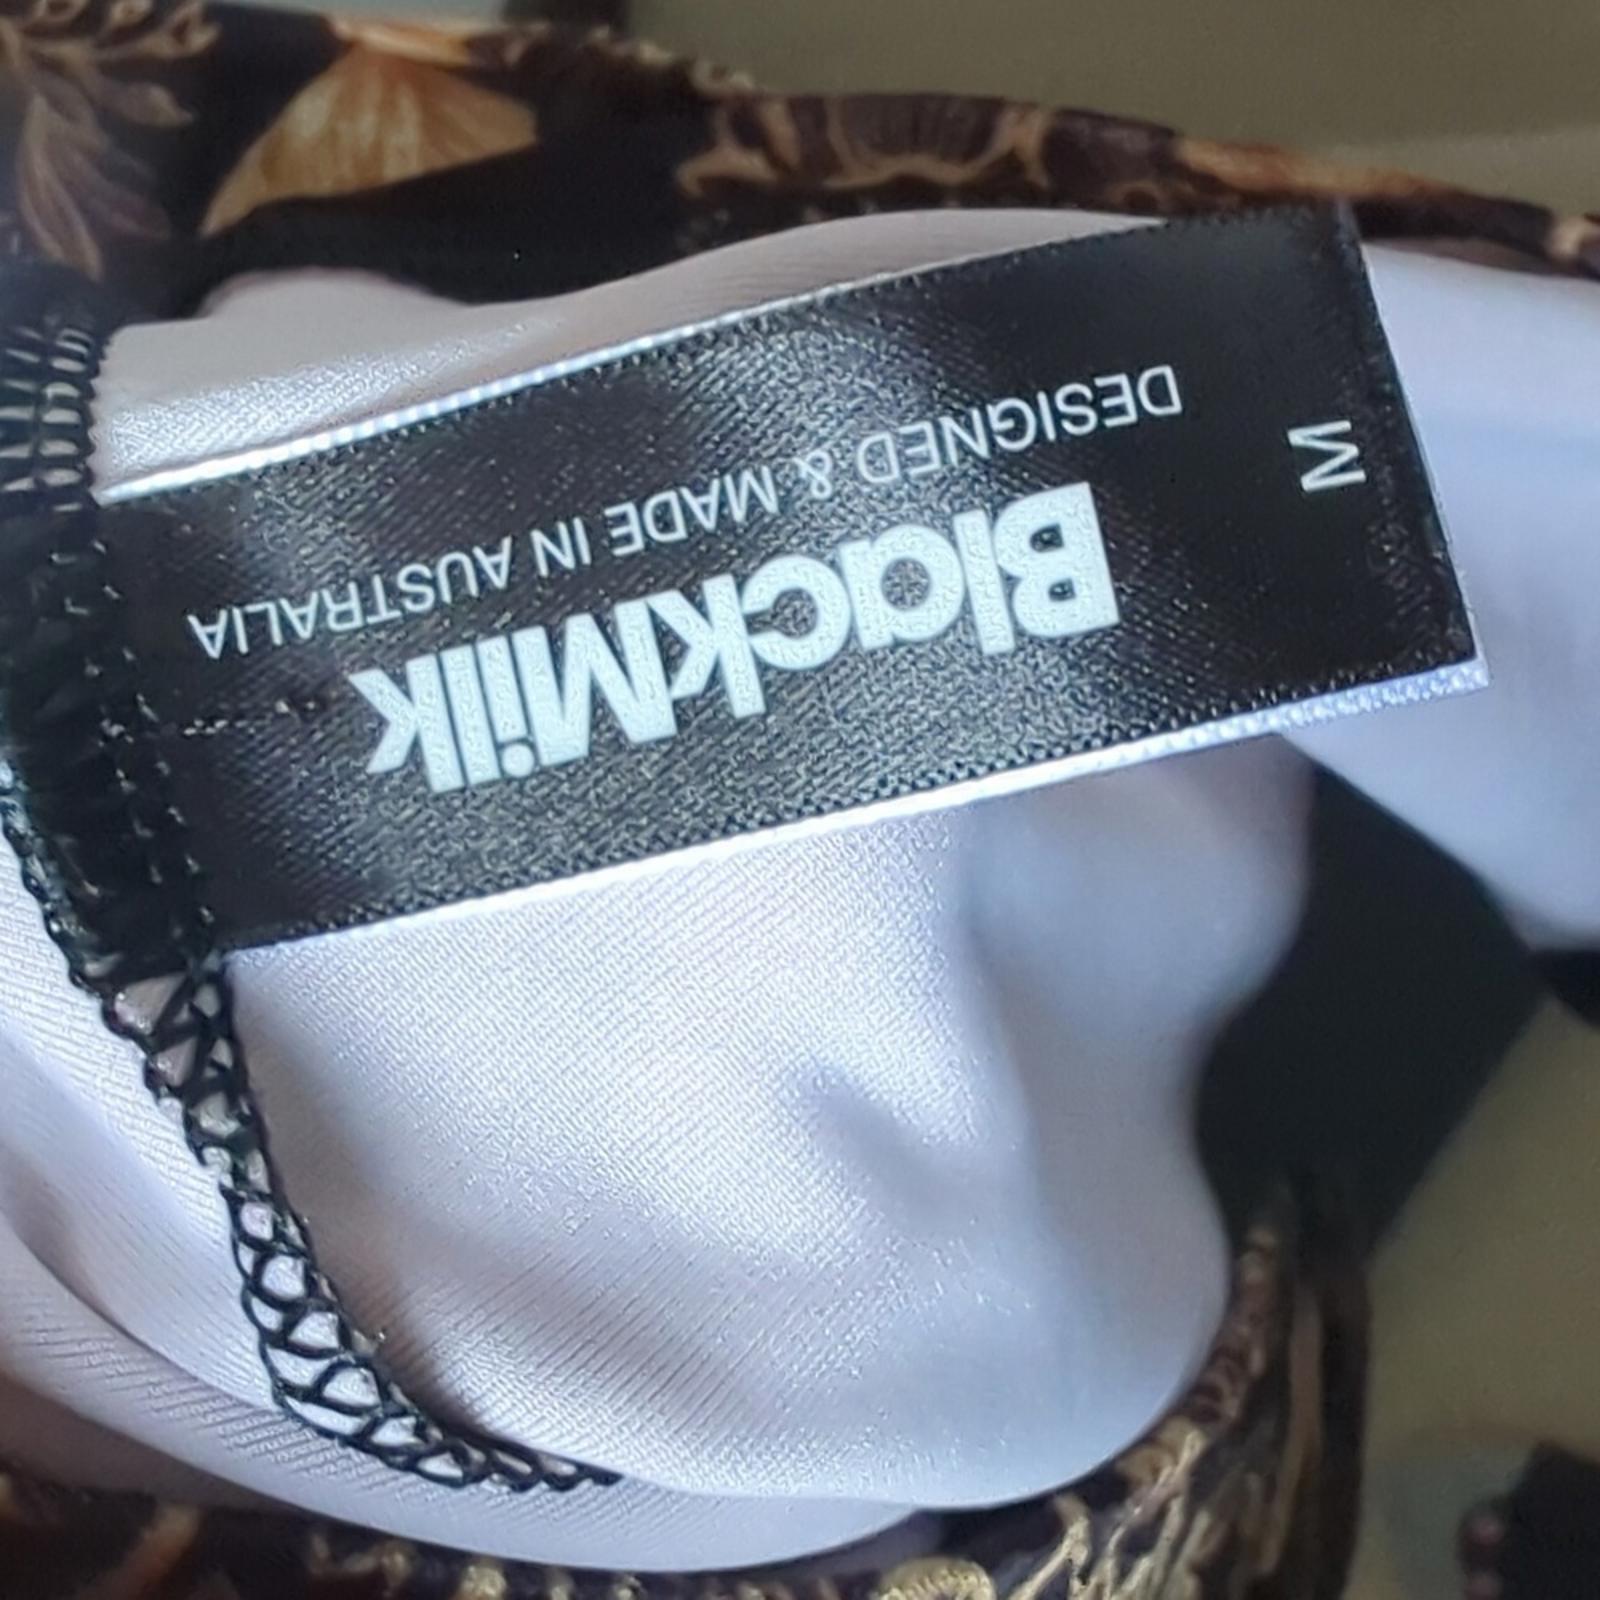 M
BlackMilk
DESIGNED & MADE IN AUSTRALIA